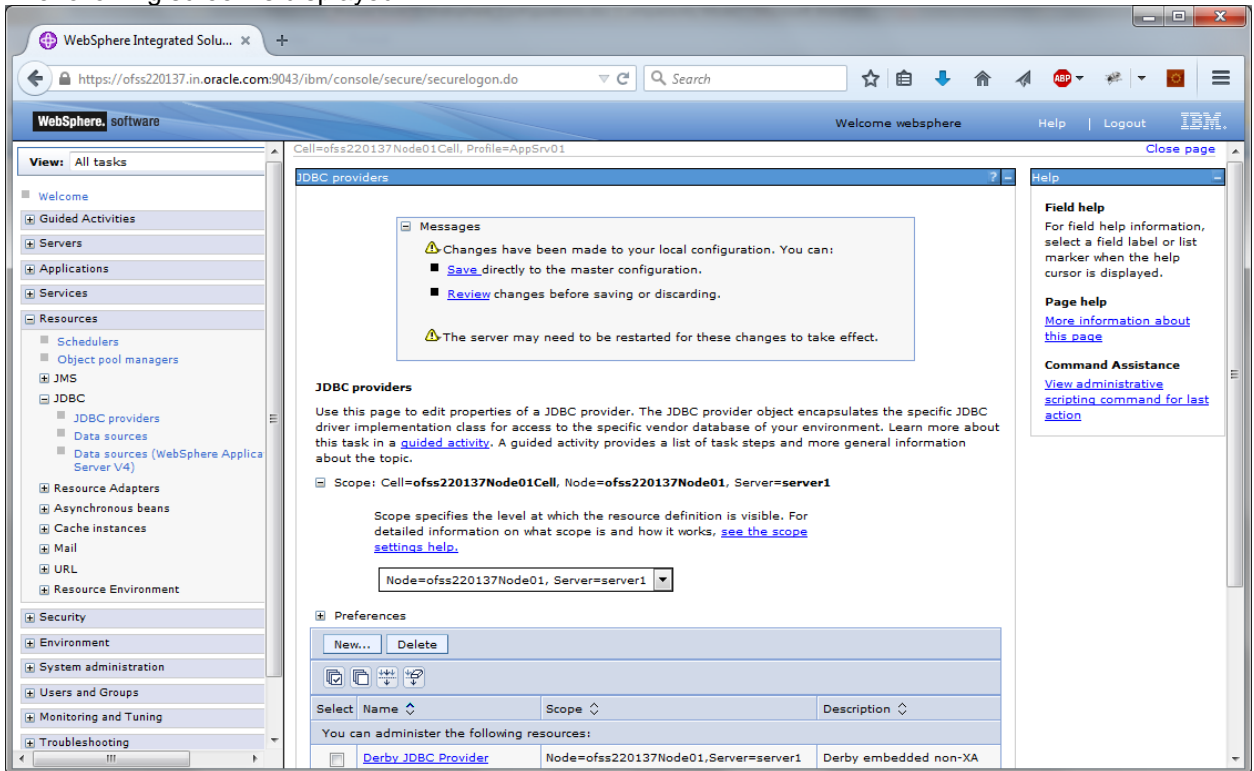 WebSphere Integrated Solu... ×
https://ofss220137.in.oracle.com:9043/ibm/console/secure/securelogon.do
Search
ABP
WebSphere. software
Welcome websphere
Help | Logout
IBM.
View: All tasks
Welcome
Guided Activities
Servers
Applications
Services
Resources
Schedulers
Object pool managers
JMS
JDBC
JDBC providers
Data sources
Data sources (WebSphere Applica
Server V4)
Resource Adapters
Asynchronous beans
Cache instances
Mail
URL
Resource Environment
Security
Environment
System administration
Users and Groups
Monitoring and Tuning
Troubleshooting
Cell=ofss220137Node01Cell, Profile=AppSrv01
Close page
JDBC providers ? -
Messages
Changes have been made to your local configuration. You can:
Save directly to the master configuration.
Review changes before saving or discarding.
The server may need to be restarted for these changes to take effect.
JDBC providers
Use this page to edit properties of a JDBC provider. The JDBC provider object encapsulates the specific JDBC
driver implementation class for access to the specific vendor database of your environment. Learn more about
this task in a guided activity. A guided activity provides a list of task steps and more general information
about the topic.
Scope: Cell=ofss220137Node01Cell, Node=ofss220137Node01, Server=server1
Scope specifies the level at which the resource definition is visible. For
detailed information on what scope is and how it works, see the scope
settings help.
Node=ofss220137Node01, Server=server1
Preferences
New... Delete
Select Name Scope Description
You can administer the following resources:
Derby JDBC Provider Node=ofss220137Node01,Server=server1 Derby embedded non-XA
Help -
Field help
For field help information,
select a field label or list
marker when the help
cursor is displayed.
Page help
More information about
this page
Command Assistance
View administrative
scripting command for last
action